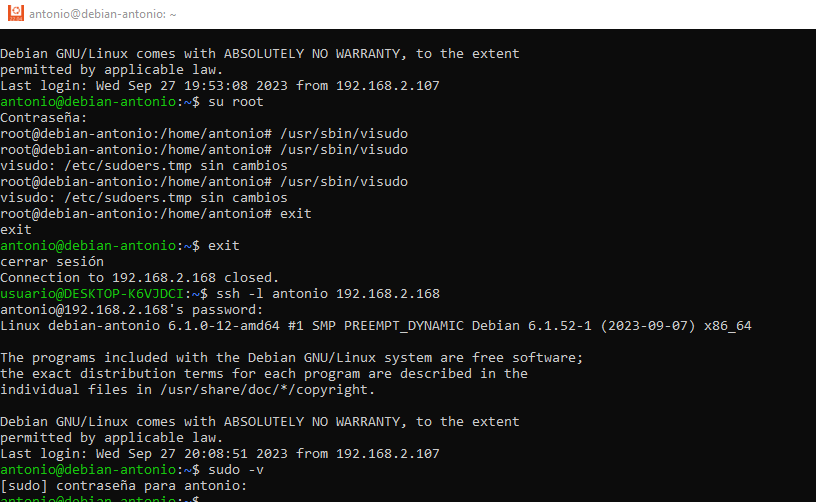 antonio@debian-antonio: ~
Debian GNU/Linux comes with ABSOLUTELY NO WARRANTY, to the extent
permitted by applicable law.
Last login: Wed Sep 27 19:53:08 2023 from 192.168.2.107
antonio@debian-antonio:~$ su root
Contraseña:
root@debian-antonio:/home/antonio# /usr/sbin/visudo
root@debian-antonio:/home/antonio# /usr/sbin/visudo
visudo: /etc/sudoers.tmp sin cambios
root@debian-antonio:/home/antonio# /usr/sbin/visudo
visudo: /etc/sudoers.tmp sin cambios
root@debian-antonio:/home/antonio# exit
exit
antonio@debian-antonio:~$ exit
cerrar sesión
Connection to 192.168.2.168 closed.
usuario@DESKTOP-K6VJDCI:~$ ssh -l antonio 192.168.2.168
antonio@192.168.2.168's password:
Linux debian-antonio 6.1.0-12-amd64 #1 SMP PREEMPT_DYNAMIC Debian 6.1.52-1 (2023-09-07) x86_64
The programs included with the Debian GNU/Linux system are free software;
the exact distribution terms for each program are described in the
individual files in /usr/share/doc/*/copyright.
Debian GNU/Linux comes with ABSOLUTELY NO WARRANTY, to the extent
permitted by applicable law.
Last login: Wed Sep 27 20:08:51 2023 from 192.168.2.107
antonio@debian-antonio:~$ sudo -v
[sudo] contraseña para antonio:
antonio@debian-antonio:~$